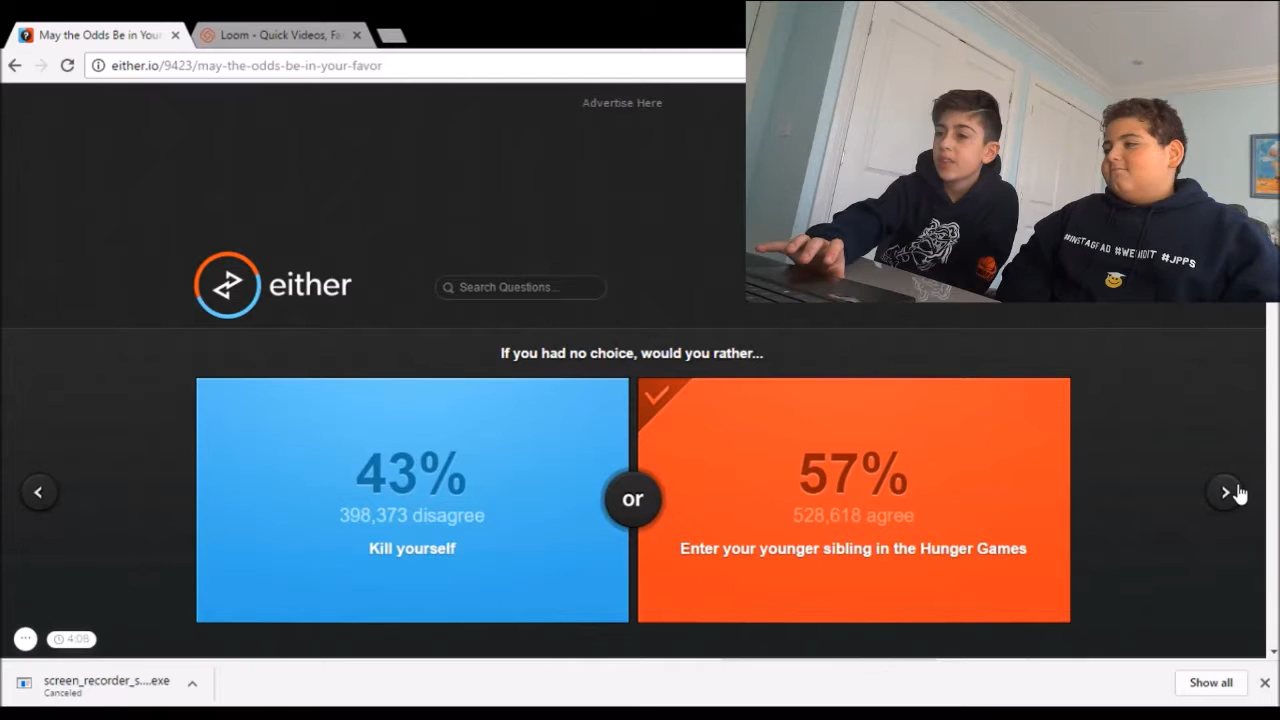 May the Odds Be in Your
Loom - Quick Videos, Fa
either.io/9423/may-the-odds-be-in-your-favor
Advertise Here
either
Search Questions...
#INSTAGRAD #WEDIDIT #JPPS
If you had no choice, would you rather...
43%
398,373 disagree
Kill yourself
or
57%
528,618 agree
Enter your younger sibling in the Hunger Games
4:08
screen_recorder_s....exe
Canceled
Show all